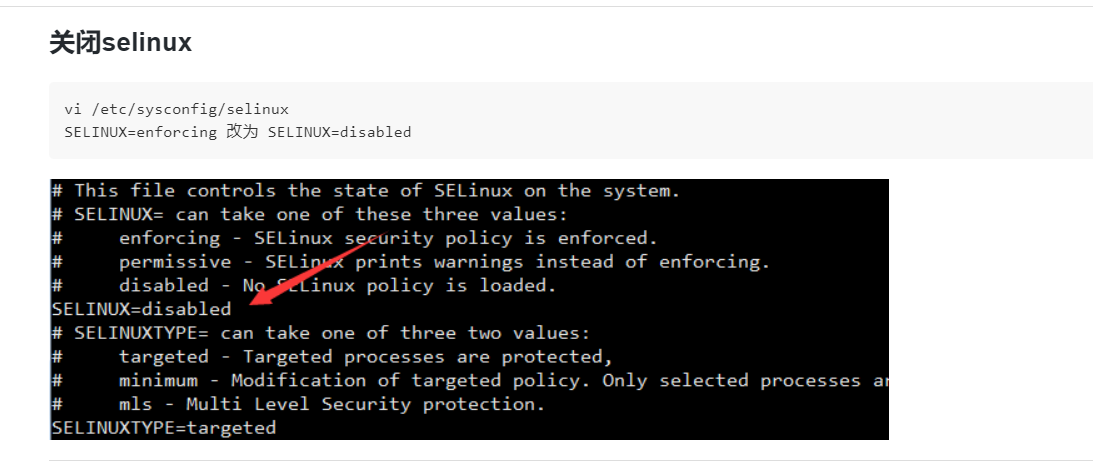 关闭selinux
vi /etc/sysconfig/selinux
SELINUX=enforcing 改为 SELINUX=disabled
# This file controls the state of SELinux on the system.
# SELINUX= can take one of these three values:
#     enforcing - SELinux security policy is enforced.
#     permissive - SELinux prints warnings instead of enforcing.
#     disabled - No SELinux policy is loaded.
SELINUX=disabled
# SELINUXTYPE= can take one of three two values:
#     targeted - Targeted processes are protected,
#     minimum - Modification of targeted policy. Only selected processes
#     mls - Multi Level Security protection.
SELINUXTYPE=targeted